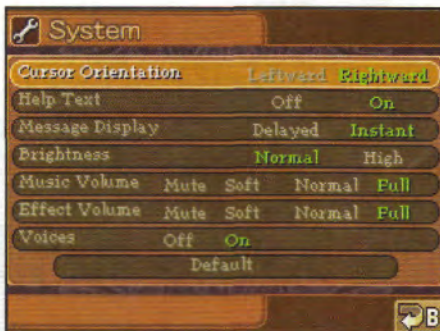 System
Cursor Orientation Leftward Rightward
Help Text Off On
Message Display Delayed Instant
Brightness Normal High
Music Volume Mute Soft Normal Full
Effect Volume Mute Soft Normal Full
Voices Off On
Default
B